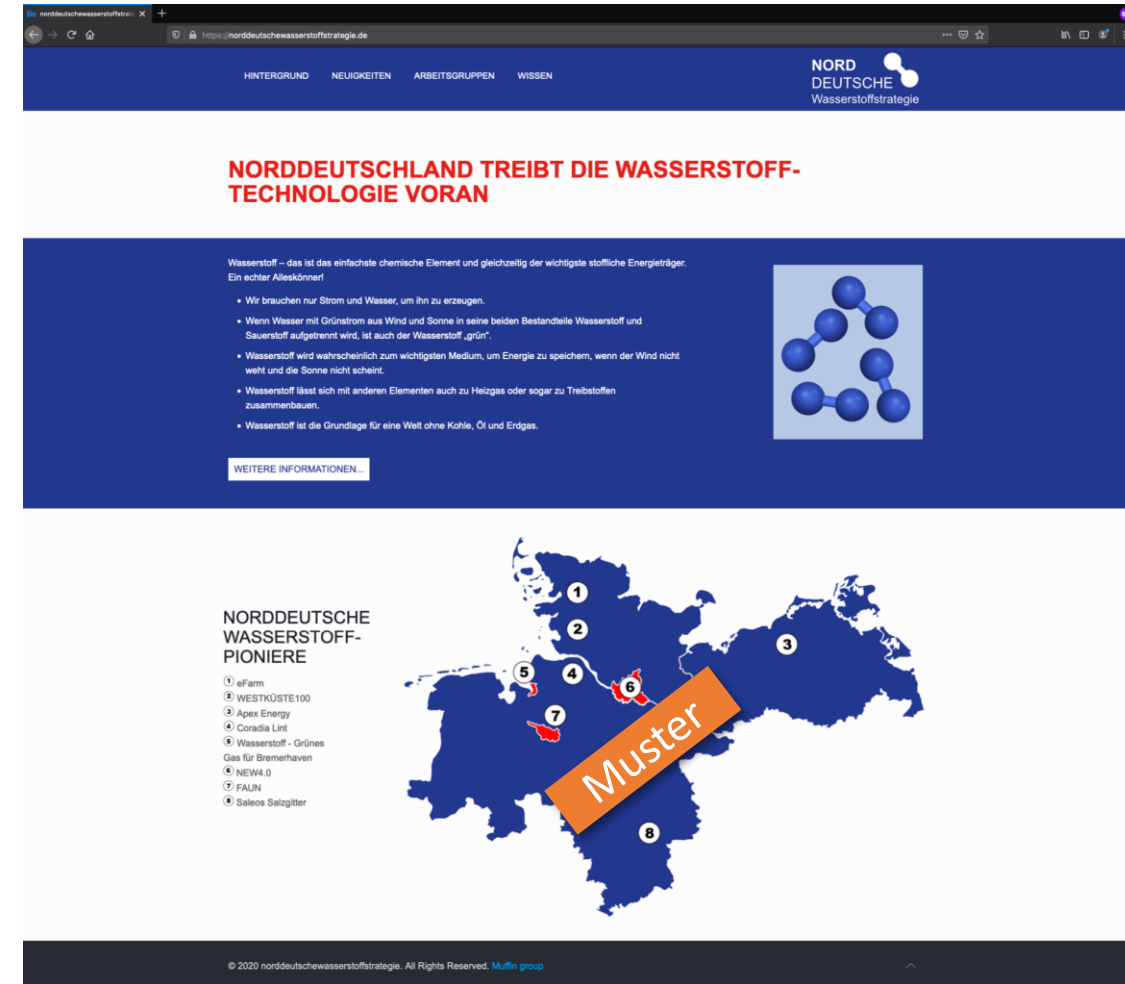 Be norddeutschewasserstoffstrate
https://norddeutschewasserstoffstrategie.de
HINTERGRUND NEUIGKEITEN ARBEITSGRUPPEN WISSEN
NORD
DEUTSCHE
Wasserstoffstrategie
NORDDEUTSCHLAND TREIBT DIE WASSERSTOFF-
TECHNOLOGIE VORAN
Wasserstoff – das ist das einfachste chemische Element und gleichzeitig der wichtigste stoffliche Energieträger.
Ein echter Alleskönner!
• Wir brauchen nur Strom und Wasser, um ihn zu erzeugen.
• Wenn Wasser mit Grünstrom aus Wind und Sonne in seine beiden Bestandteile Wasserstoff und
Sauerstoff aufgetrennt wird, ist auch der Wasserstoff „grün“.
• Wasserstoff wird wahrscheinlich zum wichtigsten Medium, um Energie zu speichern, wenn der Wind nicht
weht und die Sonne nicht scheint.
• Wasserstoff lässt sich mit anderen Elementen auch zu Heizgas oder sogar zu Treibstoffen
zusammenbauen.
• Wasserstoff ist die Grundlage für eine Welt ohne Kohle, Öl und Erdgas.
WEITERE INFORMATIONEN...
NORDDEUTSCHE
WASSERSTOFF-
PIONIERE
1 eFarm
2 WESTKÜSTE100
3 Apex Energy
4 Coradia Lint
5 Wasserstoff - Grünes
Gas für Bremerhaven
6 NEW4.0
7 FAUN
8 Saleos Salzgitter
1
2
3
5
4
6
7
Muster
8
© 2020 norddeutschewasserstoffstrategie. All Rights Reserved. Muffin group